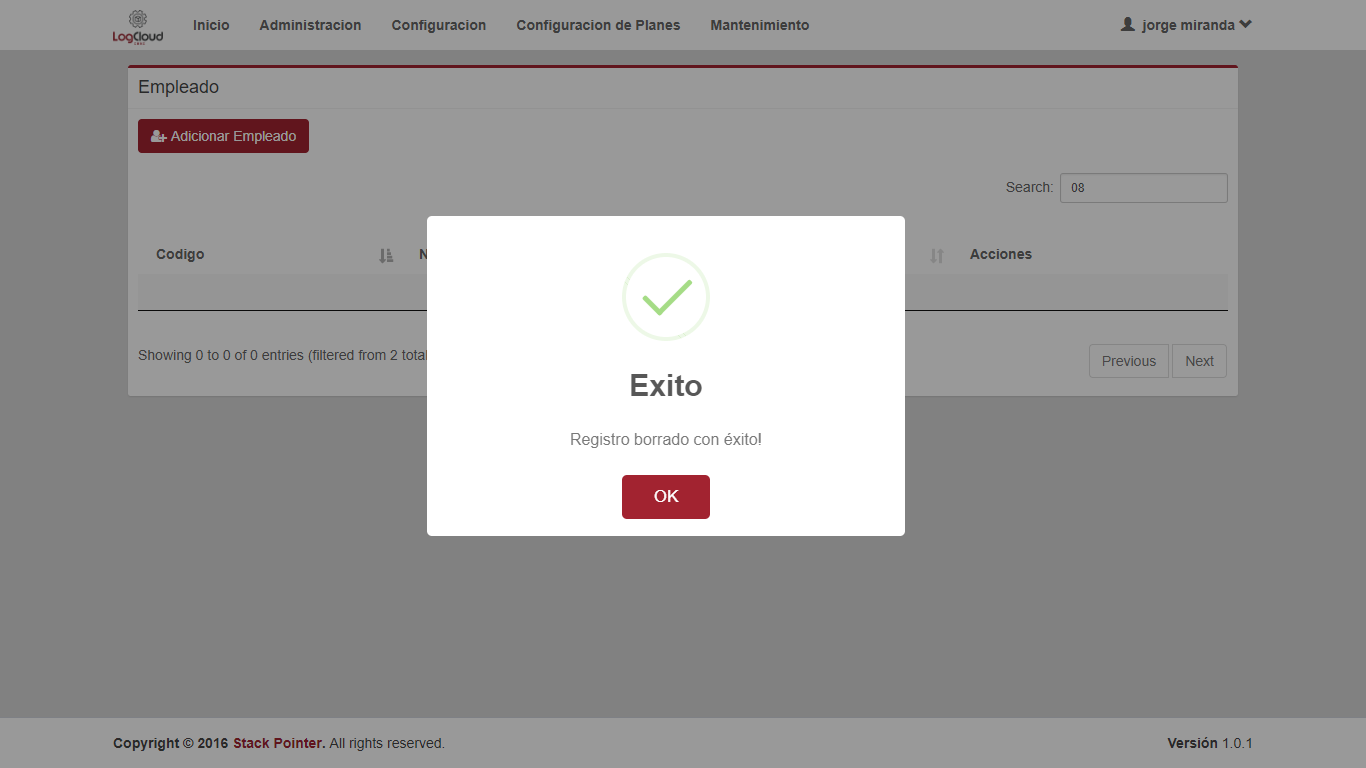 LogCloud Inicio Administracion Configuracion Configuracion de Planes Mantenimiento jorge miranda
Empleado
Adicionar Empleado
Search: 08
Codigo N Acciones
Showing 0 to 0 of 0 entries (filtered from 2 total
Previous Next
Exito
Registro borrado con éxito!
OK
Copyright © 2016 Stack Pointer. All rights reserved. Versión 1.0.1